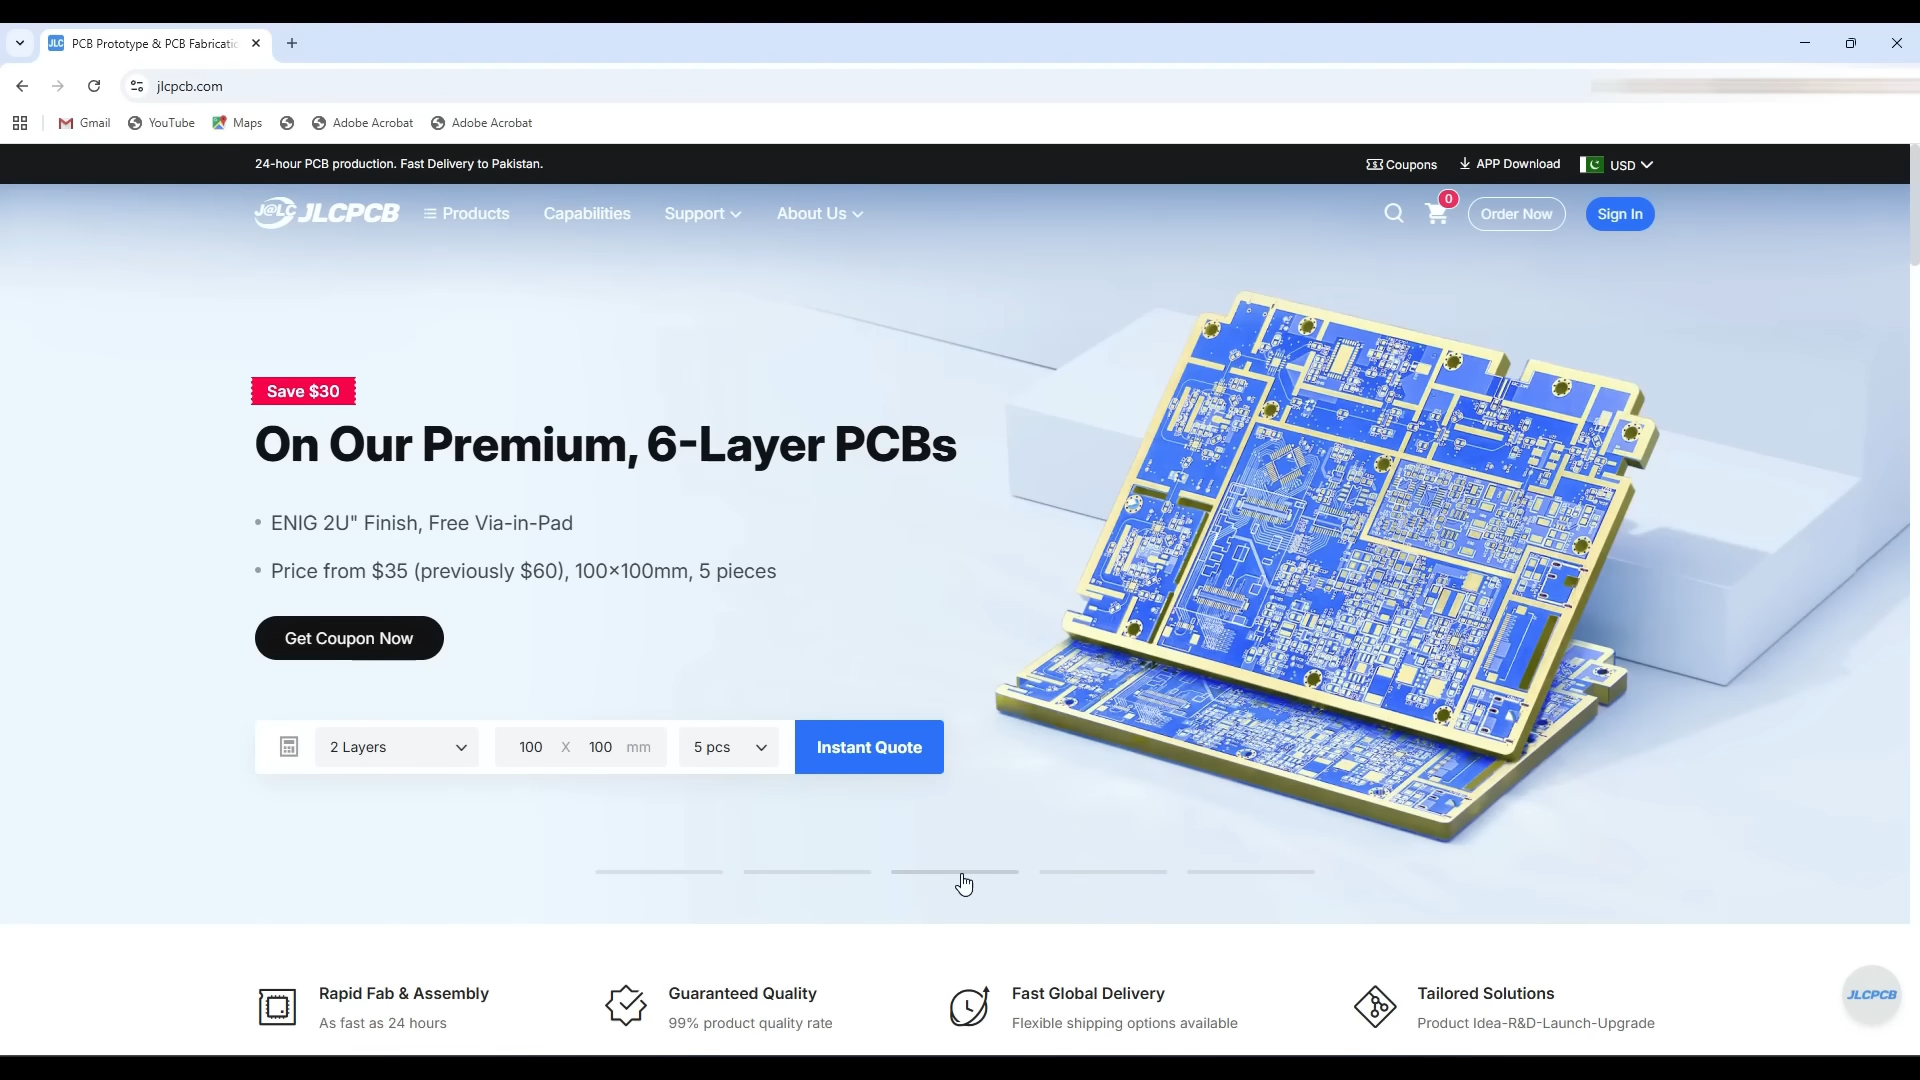 JLC PCB Prototype & PCB Fabricatio
jlcpcb.com
Gmail YouTube Maps Adobe Acrobat Adobe Acrobat
24-hour PCB production. Fast Delivery to Pakistan.
Coupons APP Download USD
J@LC JLCPCB Products Capabilities Support About Us 0 Order Now Sign In
Save $30
On Our Premium, 6-Layer PCBs
• ENIG 2U" Finish, Free Via-in-Pad
• Price from $35 (previously $60), 100×100mm, 5 pieces
Get Coupon Now
2 Layers 100 X 100 mm 5 pcs Instant Quote
Rapid Fab & Assembly
As fast as 24 hours
Guaranteed Quality
99% product quality rate
Fast Global Delivery
Flexible shipping options available
Tailored Solutions
Product Idea-R&D-Launch-Upgrade
JLCPCB